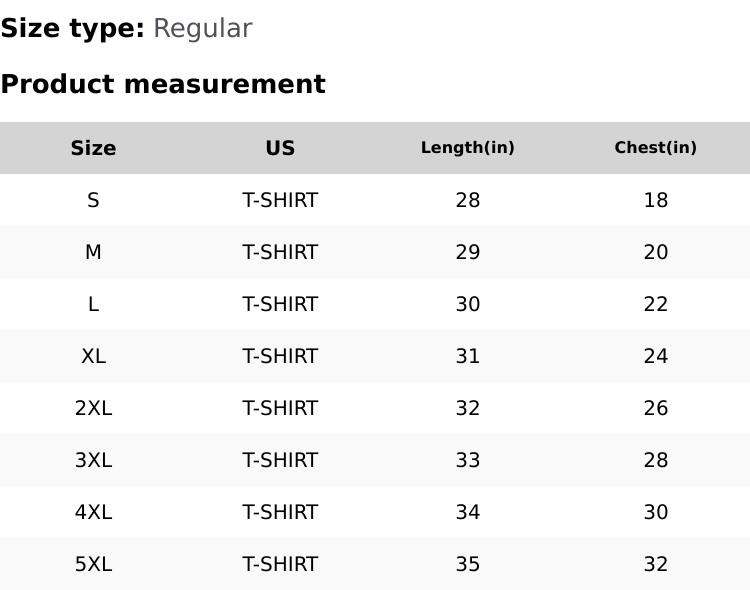 Size type: Regular
Product measurement
Size US Length(in) Chest(in)
S T-SHIRT 28 18
M T-SHIRT 29 20
L T-SHIRT 30 22
XL T-SHIRT 31 24
2XL T-SHIRT 32 26
3XL T-SHIRT 33 28
4XL T-SHIRT 34 30
5XL T-SHIRT 35 32